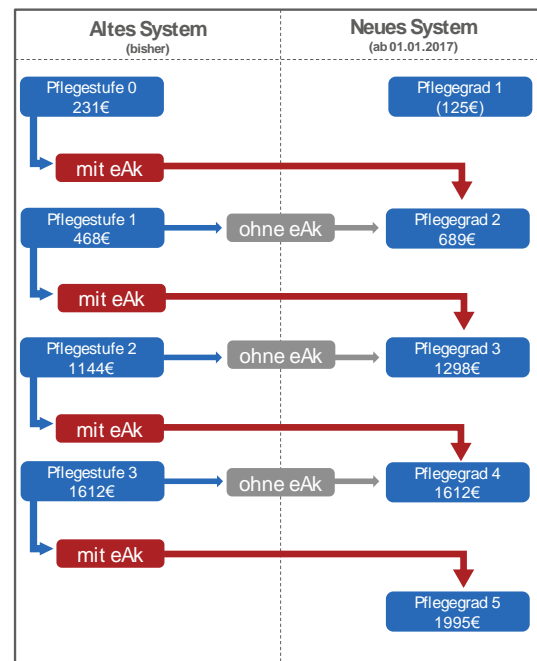 Altes System
(bisher)
Neues System
(ab 01.01.2017)
Pflegestufe 0
231€
Pflegegrad 1
(125€)
mit eAk
Pflegestufe 1
468€
ohne eAk
Pflegegrad 2
689€
mit eAk
Pflegestufe 2
1144€
ohne eAk
Pflegegrad 3
1298€
mit eAk
Pflegestufe 3
1612€
ohne eAk
Pflegegrad 4
1612€
mit eAk
Pflegegrad 5
1995€